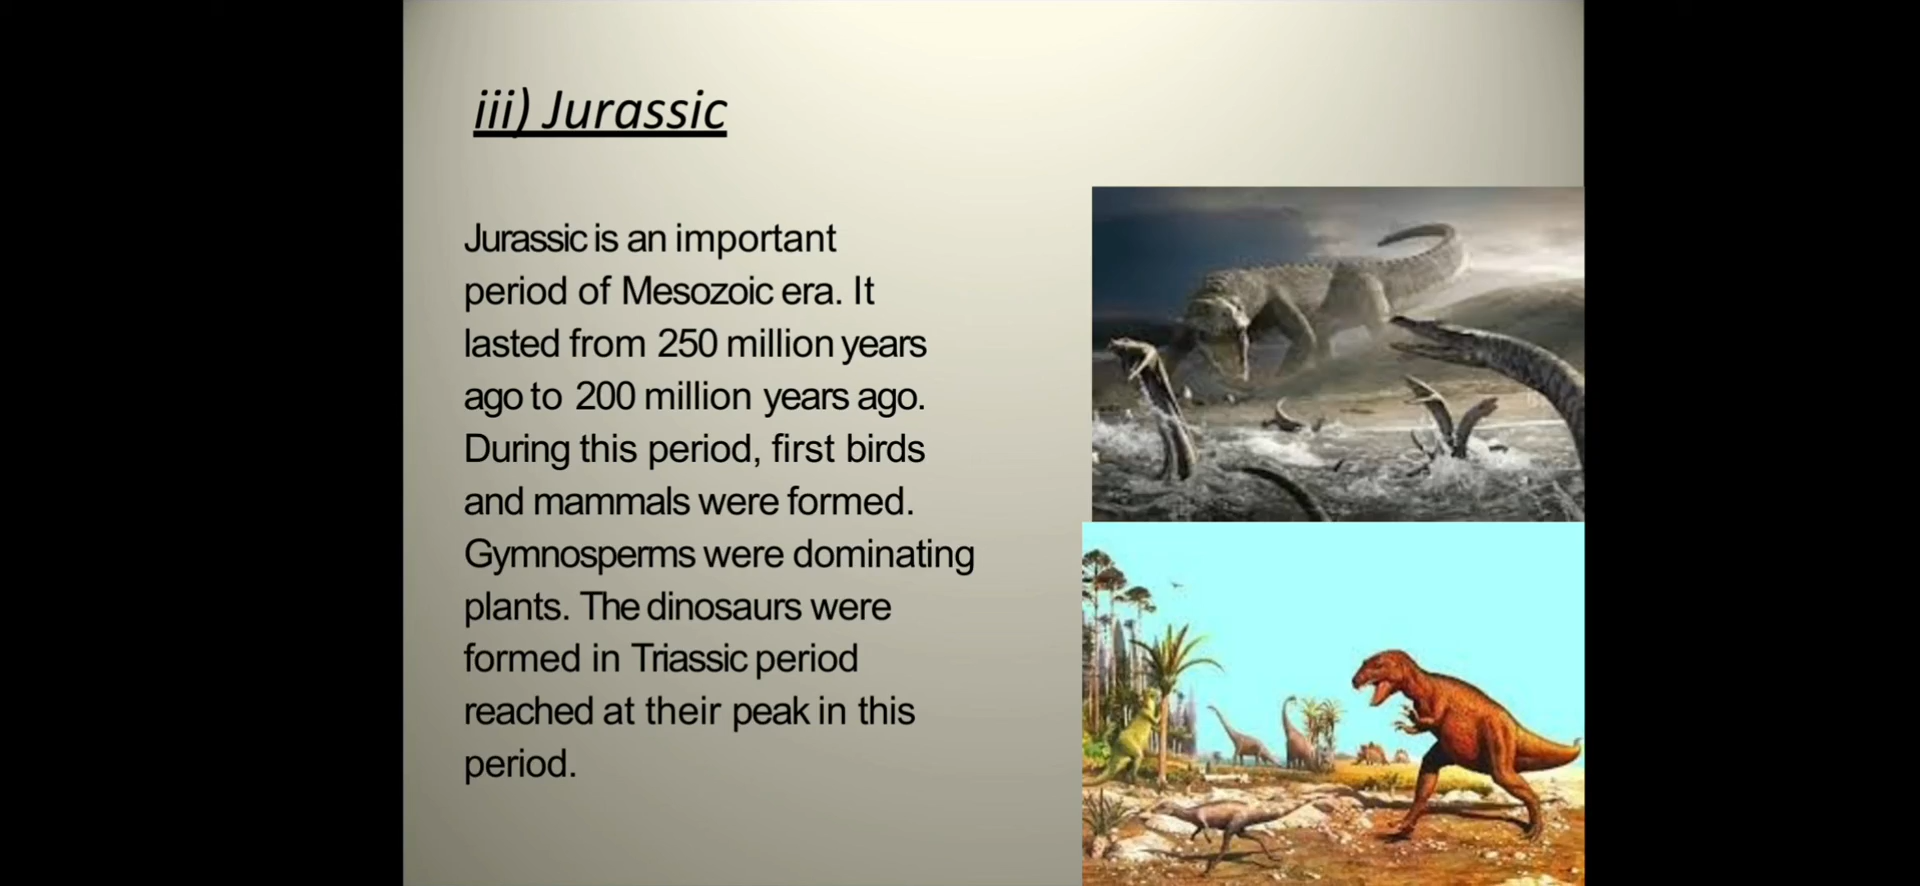 iii) Jurassic
Jurassic is an important
period of Mesozoic era. It
lasted from 250 million years
ago to 200 million years ago.
During this period, first birds
and mammals were formed.
Gymnosperms were dominating
plants. The dinosaurs were
formed in Triassic period
reached at their peak in this
period.